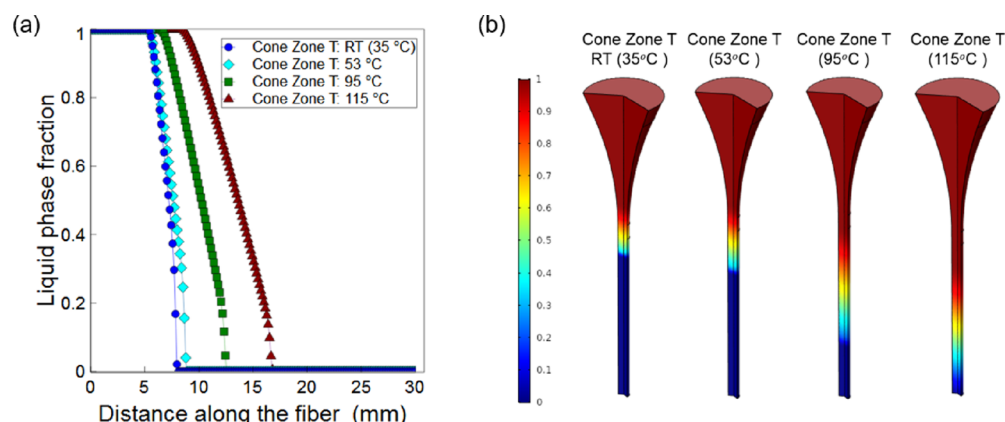 (a)
Liquid phase fraction
1
0.8
0.6
0.4
0.2
0
Cone Zone T: RT (35 °C)
Cone Zone T: 53 °C
Cone Zone T: 95 °C
Cone Zone T: 115 °C
0 5 10 15 20 25 30
Distance along the fiber (mm)
(b)
Cone Zone T
RT (35°C )
Cone Zone T
(53°C )
Cone Zone T
(95°C )
Cone Zone T
(115°C )
1
0.9
0.8
0.7
0.6
0.5
0.4
0.3
0.2
0.1
0